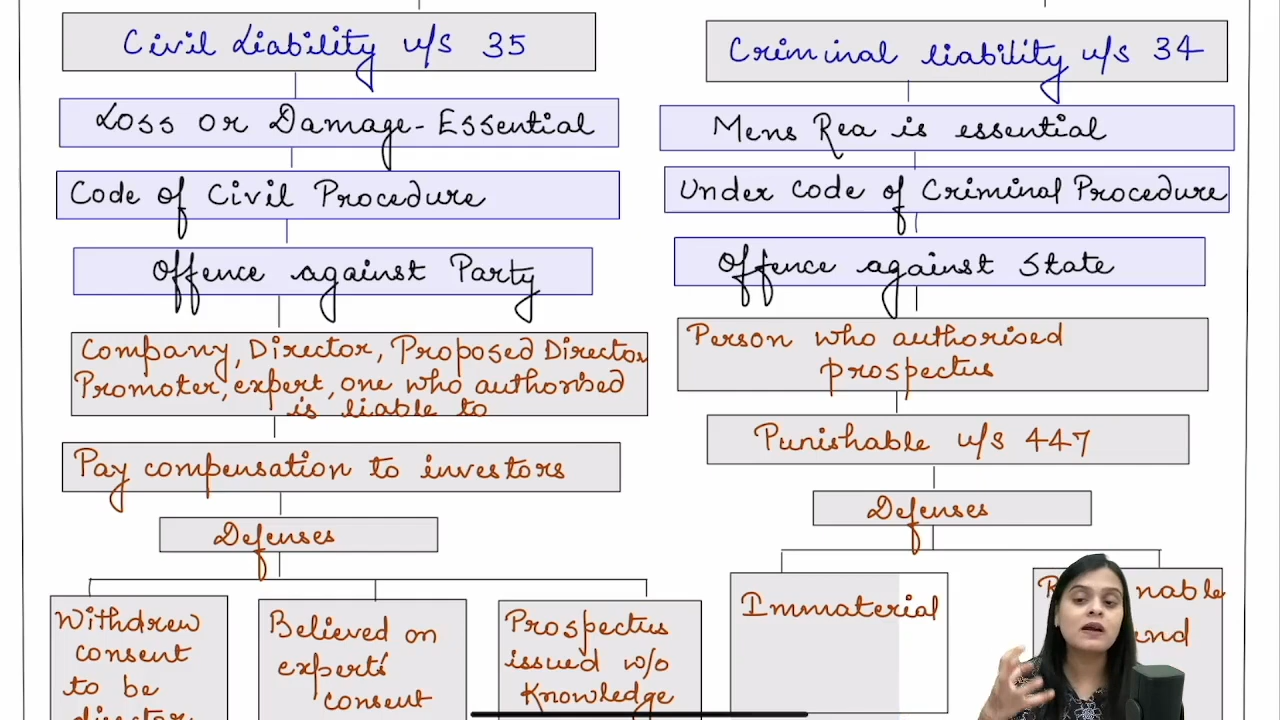 Civil Liability u/s 35
Loss or Damage - Essential
Code of Civil Procedure
Offence against Party
Company, Director, Proposed Director
Promoter, expert, one who authorised
is liable to
Pay compensation to investors
Defenses
Withdrew
consent
to be
director
Believed on
experts'
consent
Prospectus
issued w/o
Knowledge
Criminal liability u/s 34
Mens Rea is essential
Under Code of Criminal Procedure
Offence against State
Person who authorised
prospectus
Punishable u/s 447
Defenses
Immaterial